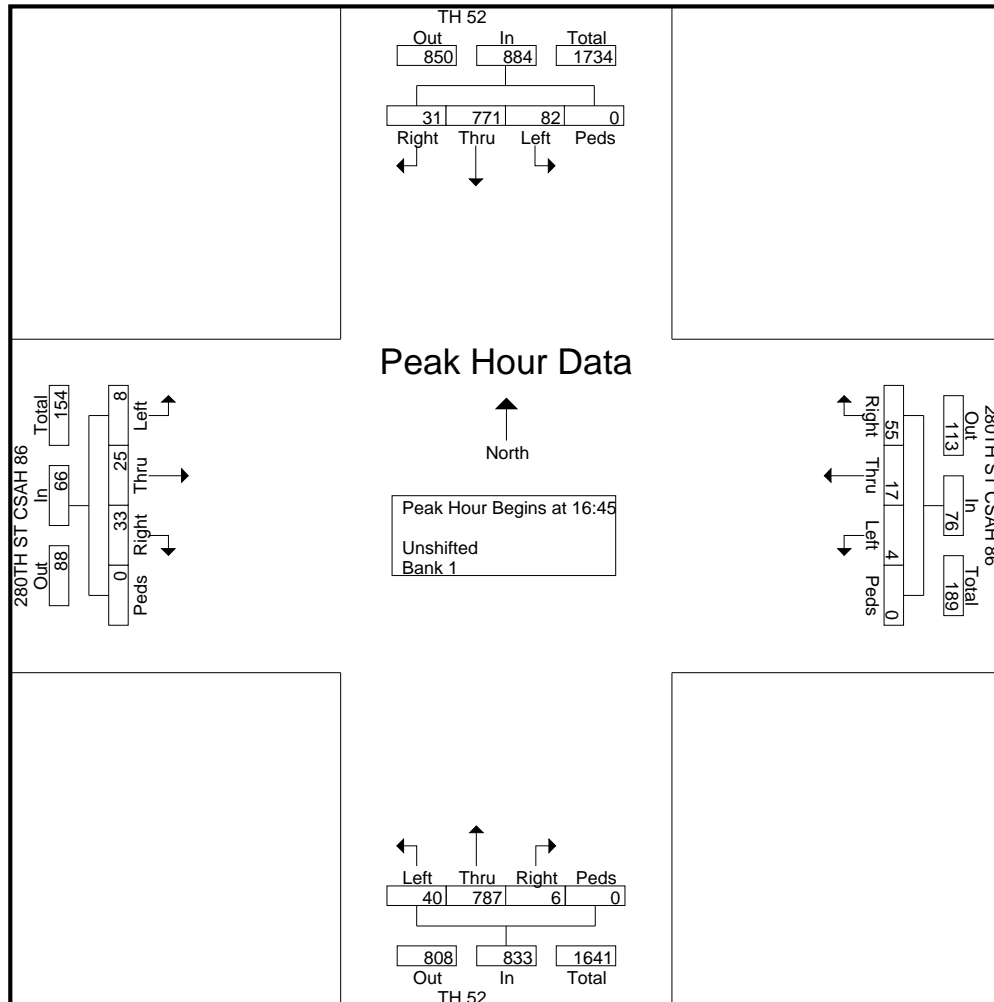 TH 52
Out In Total
850 884 1734
31 771 82 0
Right Thru Left Peds
Peak Hour Data
North
Peak Hour Begins at 16:45
Unshifted
Bank 1
280TH ST CSAH 86
Total In Out
154 66 88
8 25 33 0
Left Thru Right Peds
280TH ST CSAH 86
Out In Total
113 76 189
55 17 4 0
Right Thru Left Peds
Left Thru Right Peds
40 787 6 0
808 833 1641
Out In Total
TH 52